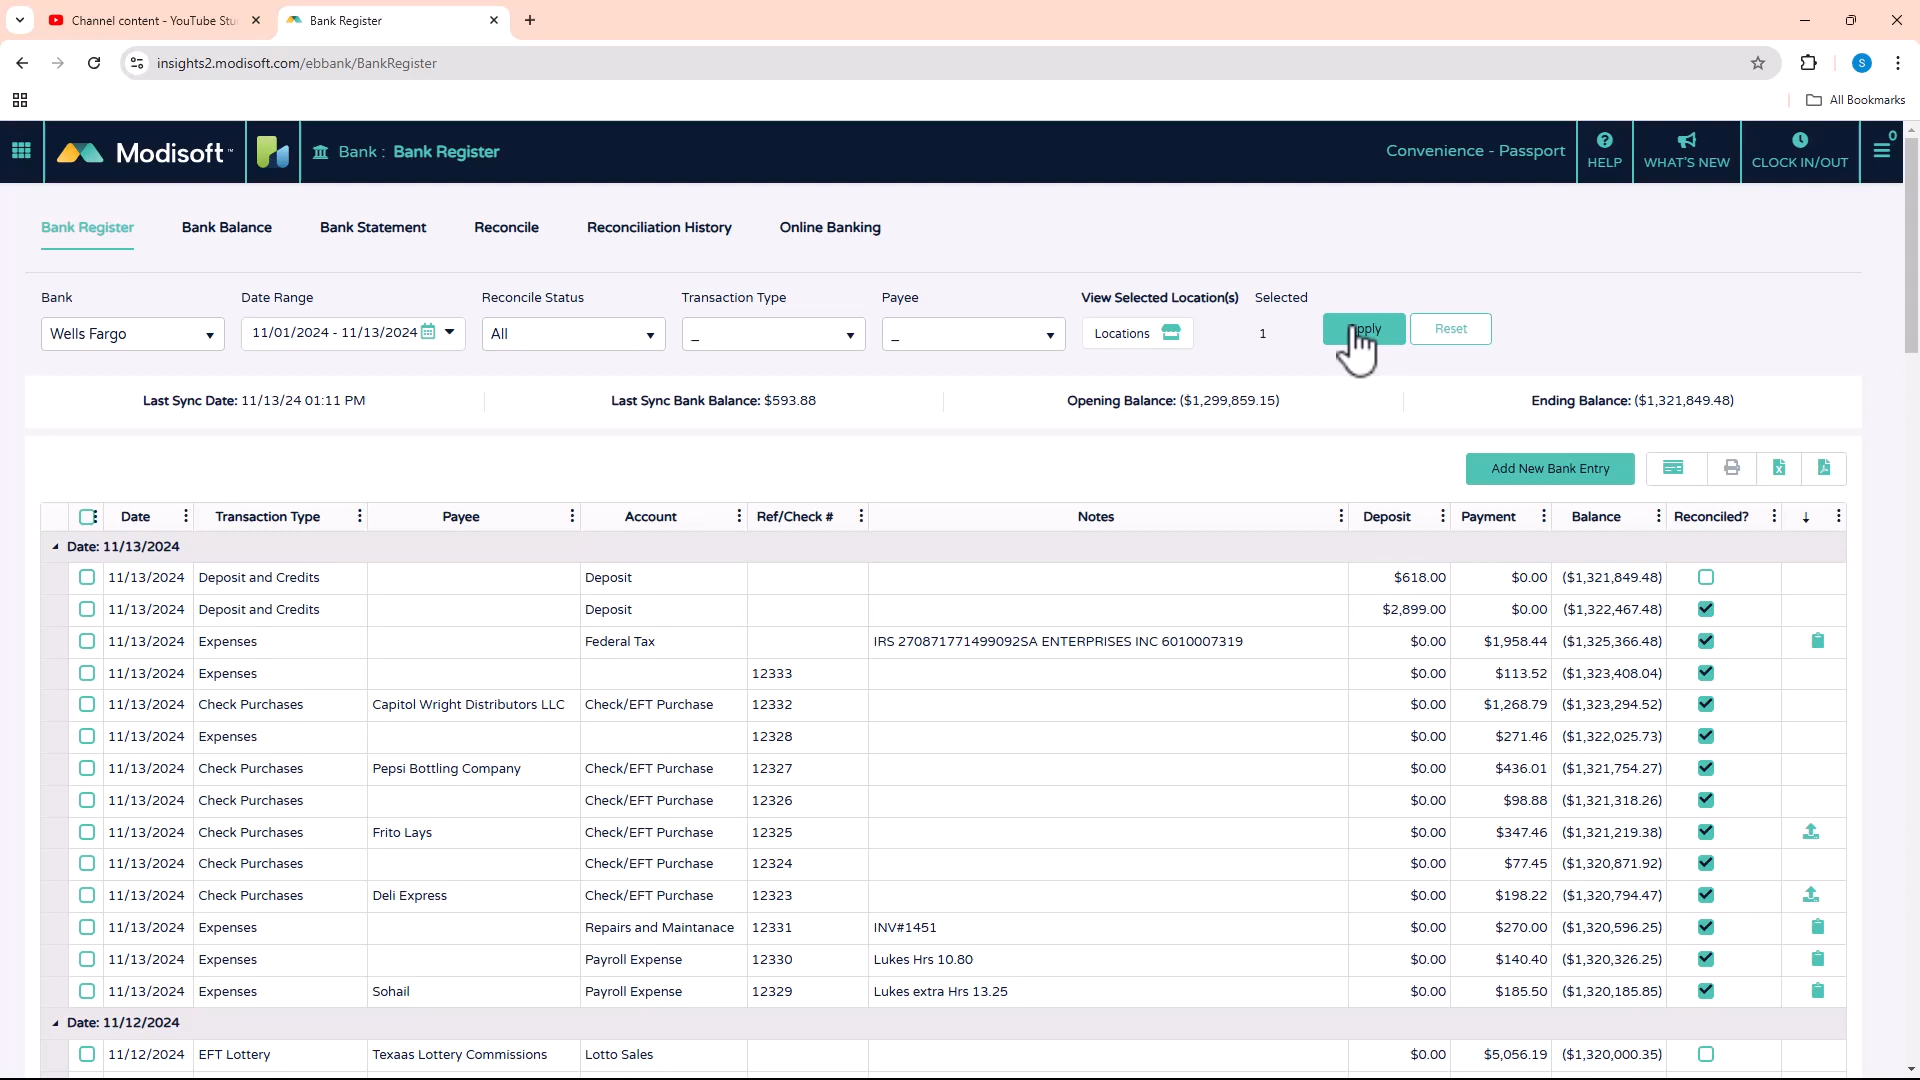 Channel content - YouTube Stu
Bank Register
insights2.modisoft.com/ebbank/BankRegister
S
All Bookmarks
Modisoft™
Bank : Bank Register
Convenience - Passport
HELP
WHAT'S NEW
CLOCK IN/OUT
0
Bank Register Bank Balance Bank Statement Reconcile Reconciliation History Online Banking
Bank Date Range Reconcile Status Transaction Type Payee View Selected Location(s) Selected
Wells Fargo 11/01/2024 - 11/13/2024 All _ _ Locations 1 Reset
Last Sync Date: 11/13/24 01:11 PM Last Sync Bank Balance: $593.88 Opening Balance: ($1,299,859.15) Ending Balance: ($1,321,849.48)
Add New Bank Entry
Date Transaction Type Payee Account Ref/Check # Notes Deposit Payment Balance Reconciled? ↓
Date: 11/13/2024
11/13/2024 Deposit and Credits Deposit $618.00 $0.00 ($1,321,849.48)
11/13/2024 Deposit and Credits Deposit $2,899.00 $0.00 ($1,322,467.48)
11/13/2024 Expenses Federal Tax IRS 270871771499092SA ENTERPRISES INC 6010007319 $0.00 $1,958.44 ($1,325,366.48)
11/13/2024 Expenses 12333 $0.00 $113.52 ($1,323,408.04)
11/13/2024 Check Purchases Capitol Wright Distributors LLC Check/EFT Purchase 12332 $0.00 $1,268.79 ($1,323,294.52)
11/13/2024 Expenses 12328 $0.00 $271.46 ($1,322,025.73)
11/13/2024 Check Purchases Pepsi Bottling Company Check/EFT Purchase 12327 $0.00 $436.01 ($1,321,754.27)
11/13/2024 Check Purchases Check/EFT Purchase 12326 $0.00 $98.88 ($1,321,318.26)
11/13/2024 Check Purchases Frito Lays Check/EFT Purchase 12325 $0.00 $347.46 ($1,321,219.38)
11/13/2024 Check Purchases Check/EFT Purchase 12324 $0.00 $77.45 ($1,320,871.92)
11/13/2024 Check Purchases Deli Express Check/EFT Purchase 12323 $0.00 $198.22 ($1,320,794.47)
11/13/2024 Expenses Repairs and Maintanace 12331 INV#1451 $0.00 $270.00 ($1,320,596.25)
11/13/2024 Expenses Payroll Expense 12330 Lukes Hrs 10.80 $0.00 $140.40 ($1,320,326.25)
11/13/2024 Expenses Sohail Payroll Expense 12329 Lukes extra Hrs 13.25 $0.00 $185.50 ($1,320,185.85)
Date: 11/12/2024
11/12/2024 EFT Lottery Texaas Lottery Commissions Lotto Sales $0.00 $5,056.19 ($1,320,000.35)